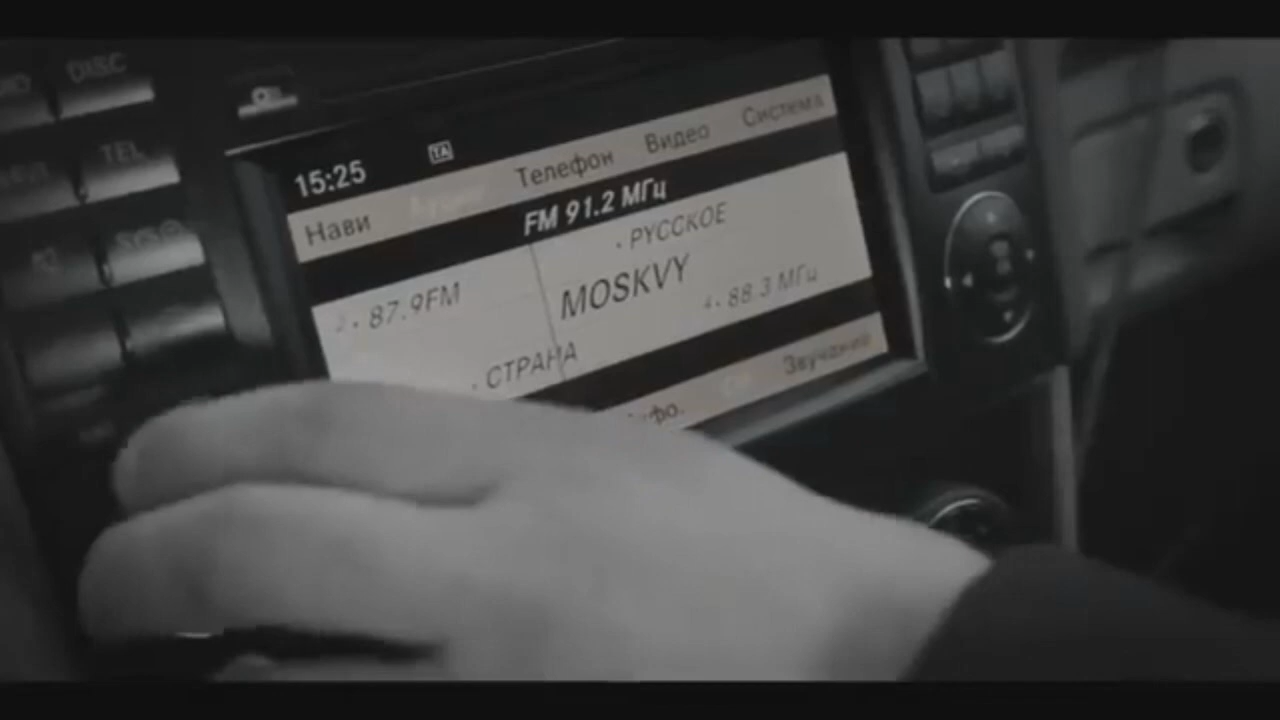 DISC
TEL
15:25 TA
Нави Аудио Телефон Видео Система
FM 91.2 МГц
• РУССКОЕ
• 87.9FM MOSKVY
4• 88.3 МГц
• СТРАНА
Звучание